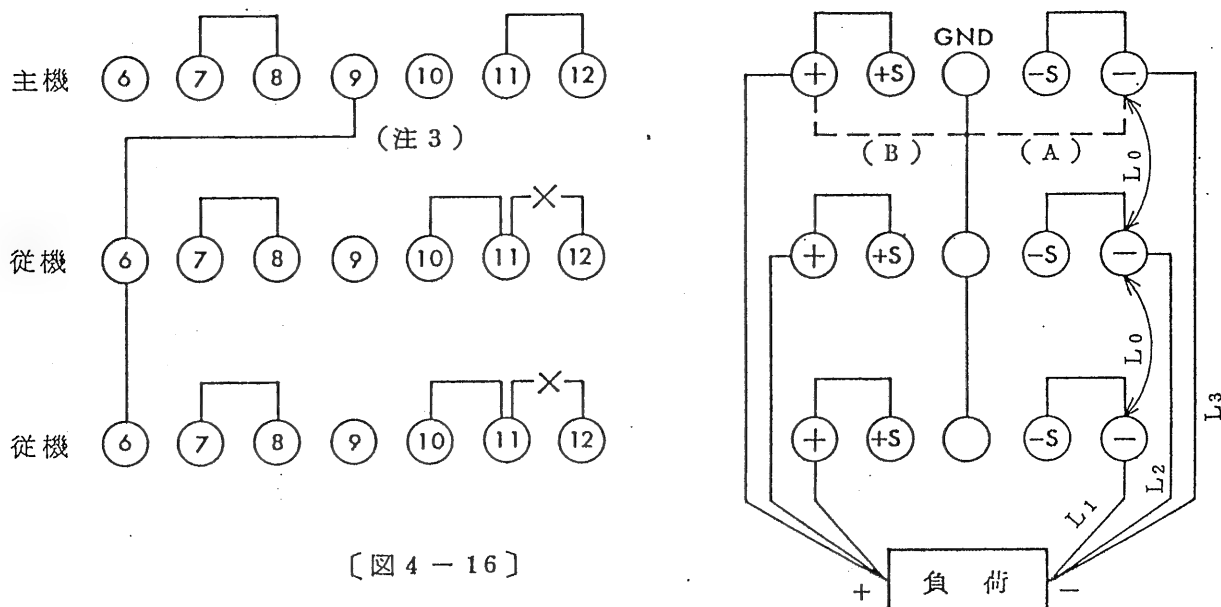 主機 6 7 8 9 10 11 12
(注3)
従機 6 7 8 9 10 11 12
従機 6 7 8 9 10 11 12
〔図4-16〕
GND
+ +S -S -
(B) (A)
L0
+ +S -S -
L0
+ +S -S -
L1 L2 L3
+ 負荷 -